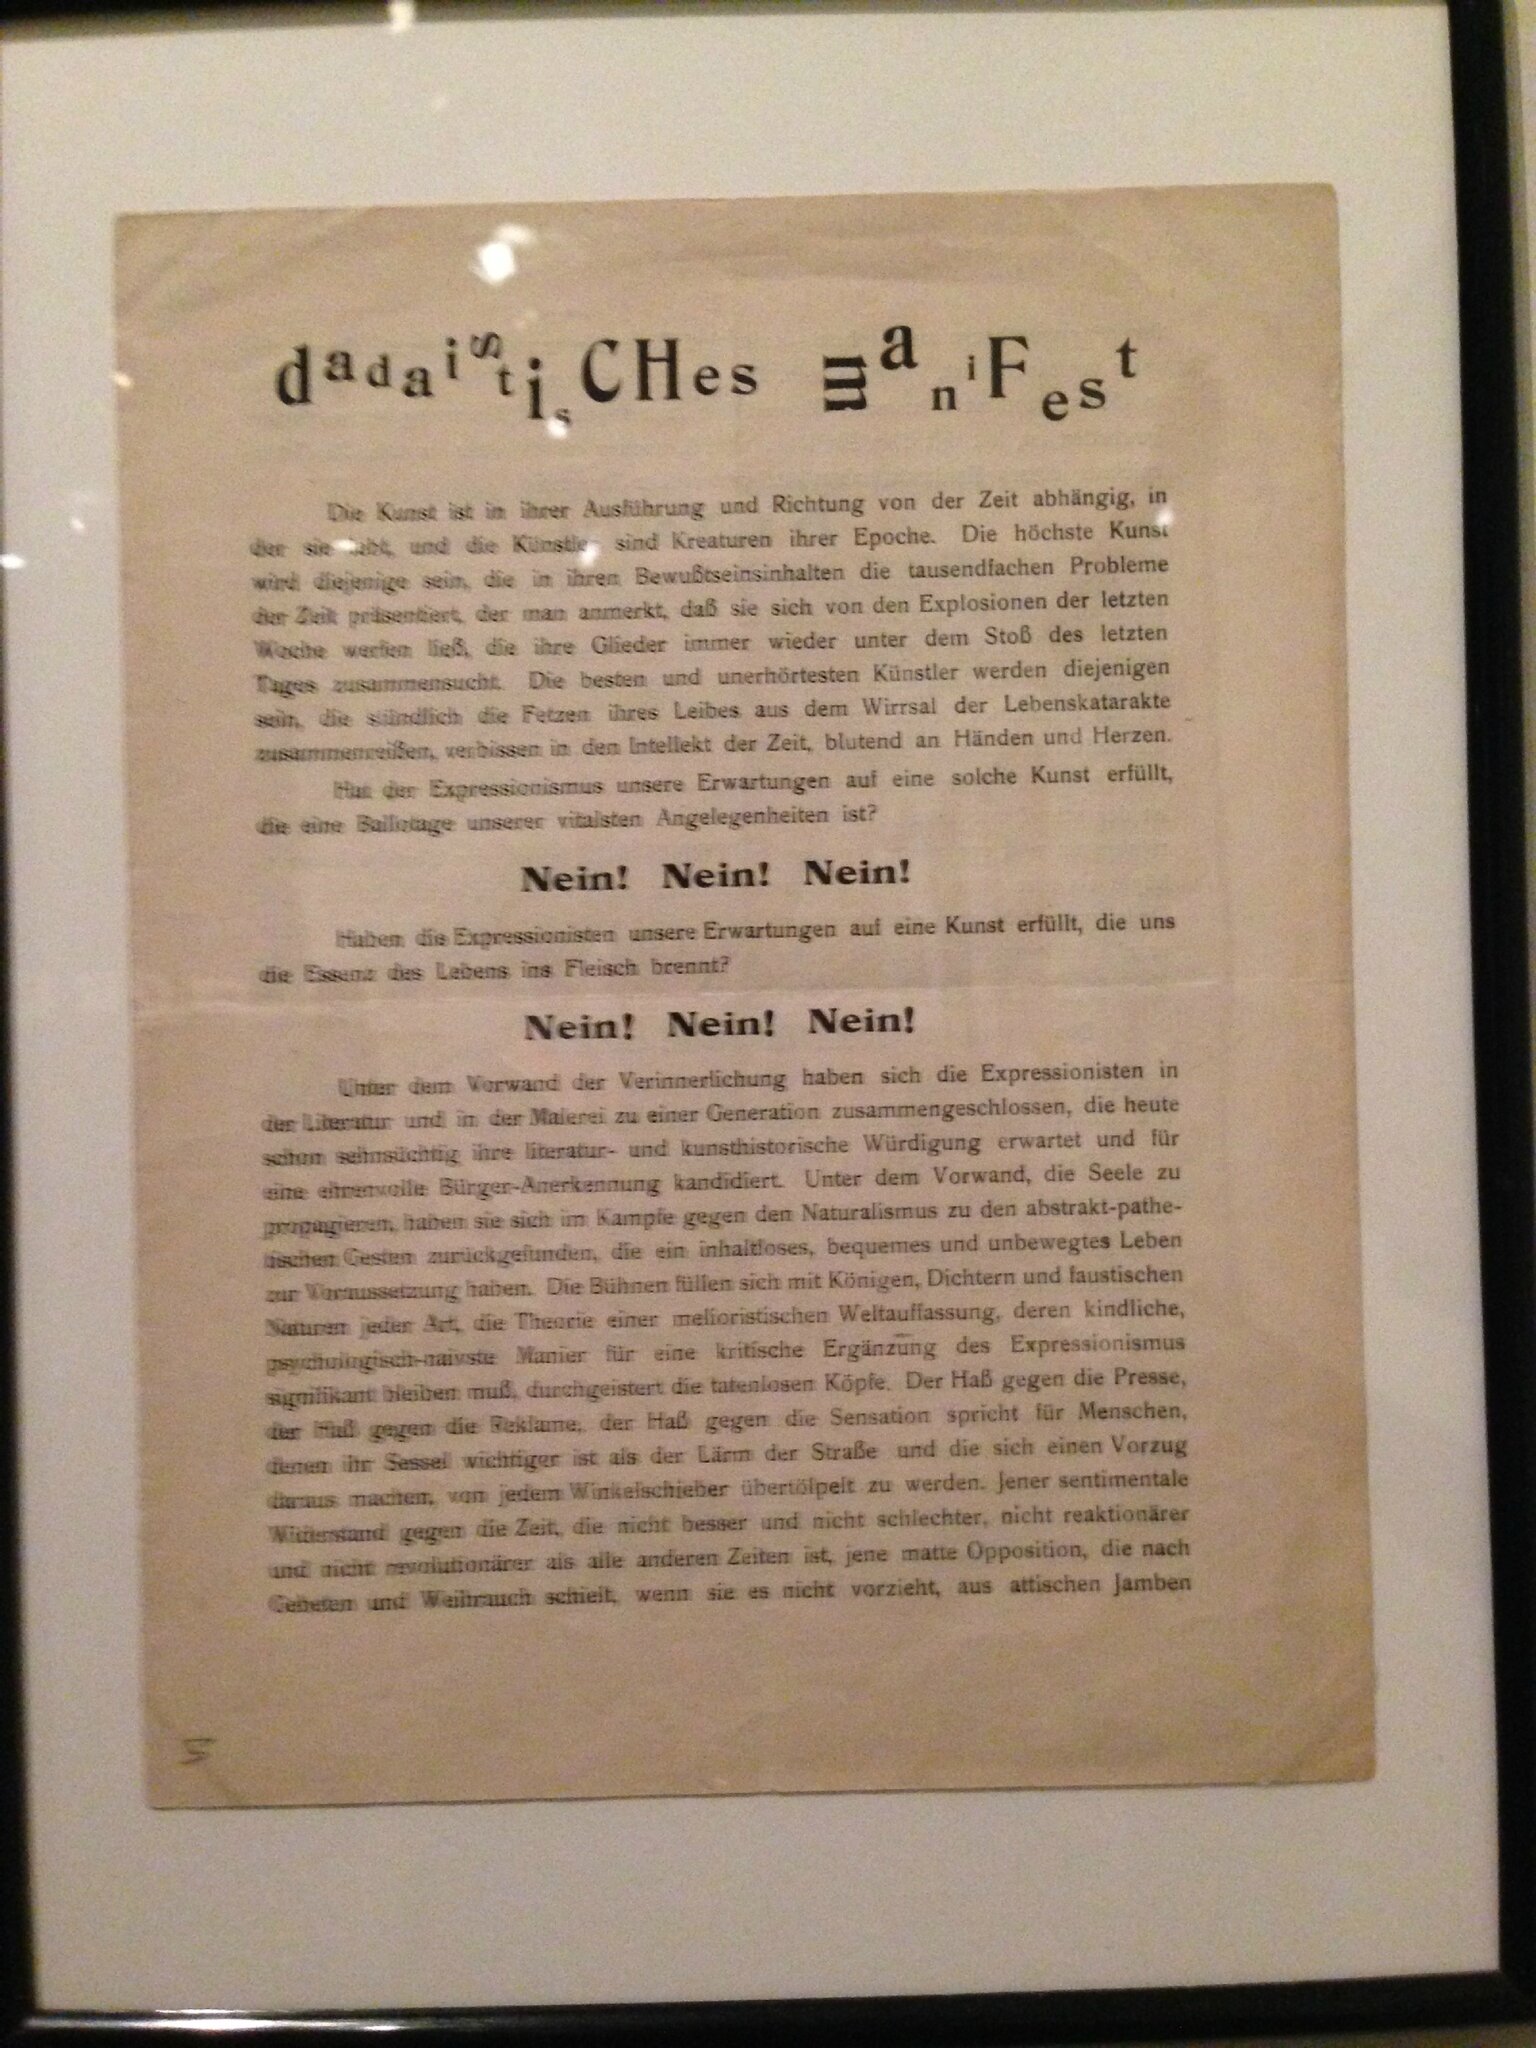 dadaistisCHes maniFest
Die Kunst ist in ihrer Ausführung und Richtung von der Zeit abhängig, in
der sie lebt, und die Künstler sind Kreaturen ihrer Epoche. Die höchste Kunst
wird diejenige sein, die in ihren Bewußtseinsinhalten die tausendfachen Probleme
der Zeit präsentiert, der man anmerkt, daß sie sich von den Explosionen der letzten
Woche werfen ließ, die ihre Glieder immer wieder unter dem Stoß des letzten
Tages zusammensucht. Die besten und unerhörtesten Künstler werden diejenigen
sein, die stündlich die Fetzen ihres Leibes aus dem Wirrsal der Lebenskatarakte
zusammenreißen, verbissen in den Intellekt der Zeit, blutend an Händen und Herzen.
Hat der Expressionismus unsere Erwartungen auf eine solche Kunst erfüllt,
die eine Ballotage unserer vitalsten Angelegenheiten ist?
Nein! Nein! Nein!
Haben die Expressionisten unsere Erwartungen auf eine Kunst erfüllt, die uns
die Essenz des Lebens ins Fleisch brennt?
Nein! Nein! Nein!
Unter dem Vorwand der Verinnerlichung haben sich die Expressionisten in
der Literatur und in der Malerei zu einer Generation zusammengeschlossen, die heute
schon sehnsüchtig ihre literatur- und kunsthistorische Würdigung erwartet und für
eine ehrenvolle Bürger-Anerkennung kandidiert. Unter dem Vorwand, die Seele zu
propagieren, haben sie sich im Kampfe gegen den Naturalismus zu den abstrakt-pathe-
tischen Gesten zurückgefunden, die ein inhaltloses, bequemes und unbewegtes Leben
zur Voraussetzung haben. Die Bühnen füllen sich mit Königen, Dichtern und faustischen
Naturen jeder Art, die Theorie einer melioristischen Weltauffassung, deren kindliche,
psychologisch-naivste Manier für eine kritische Ergänzung des Expressionismus
signifikant bleiben muß, durchgeistert die tatenlosen Köpfe. Der Haß gegen die Presse,
der Haß gegen die Reklame, der Haß gegen die Sensation spricht für Menschen,
denen ihr Sessel wichtiger ist als der Lärm der Straße und die sich einen Vorzug
daraus machen, von jedem Winkelschieber übertölpelt zu werden. Jener sentimentale
Widerstand gegen die Zeit, die nicht besser und nicht schlechter, nicht reaktionärer
und nicht revolutionärer als alle anderen Zeiten ist, jene matte Opposition, die nach
Gebeten und Weihrauch schielt, wenn sie es nicht vorzieht, aus attischen Jamben